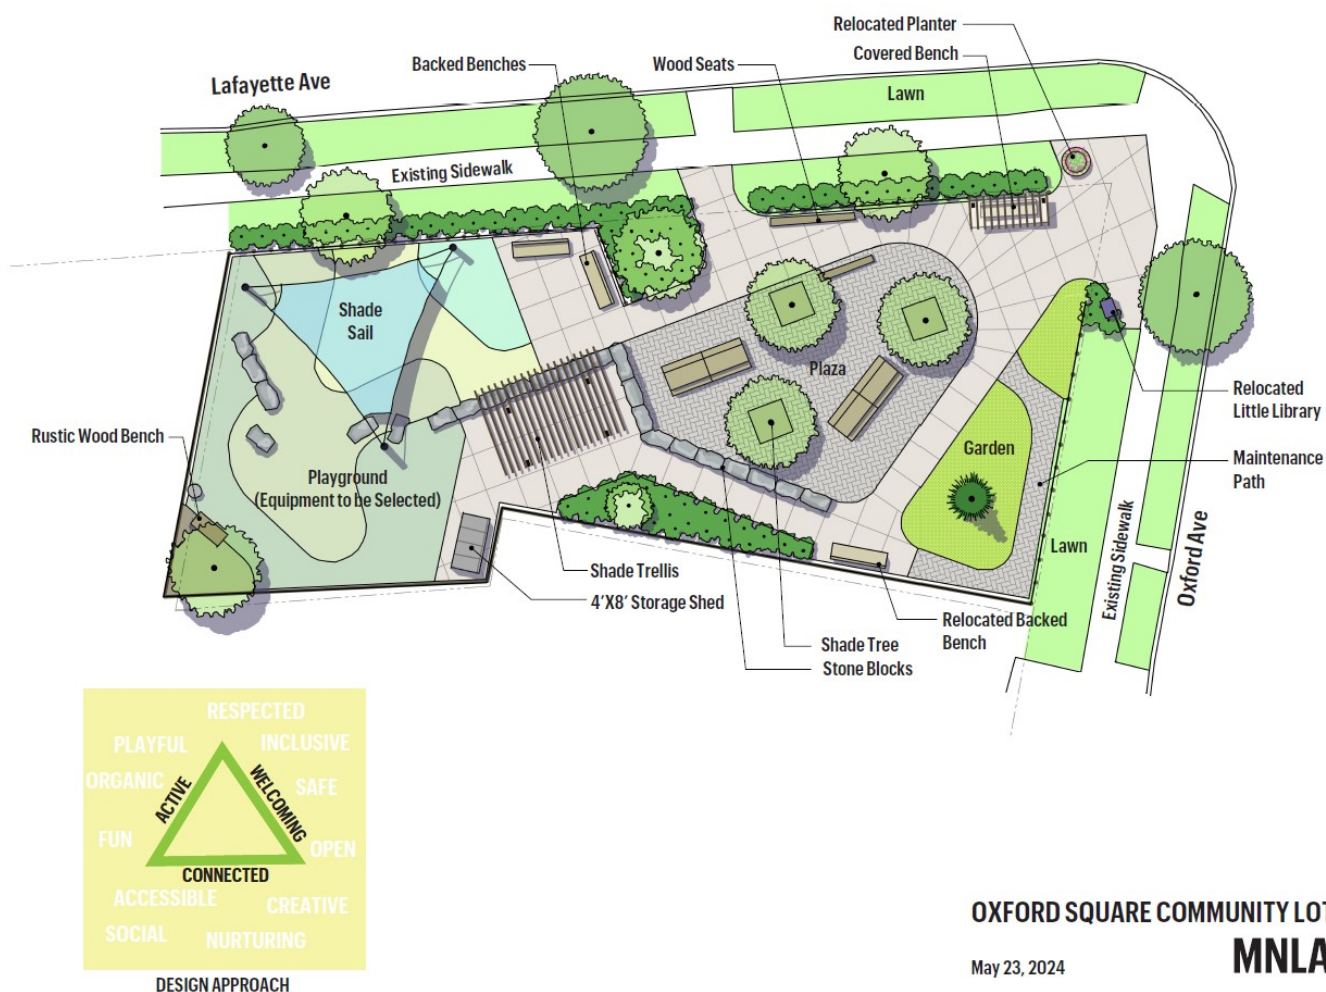 Relocated Planter
Covered Bench
Backed Benches
Wood Seats
Lafayette Ave
Lawn
Existing Sidewalk
Shade
Sail
Plaza
Relocated
Little Library
Rustic Wood Bench
Garden
Maintenance
Path
Playground
(Equipment to be Selected)
Lawn
Existing Sidewalk
Oxford Ave
Shade Trellis
4'X8' Storage Shed
Relocated Backed
Bench
Shade Tree
Stone Blocks
RESPECTED
PLAYFUL
INCLUSIVE
ORGANIC
ACTIVE
WELCOMING
SAFE
FUN
OPEN
CONNECTED
ACCESSIBLE
CREATIVE
SOCIAL
NURTURING
DESIGN APPROACH
OXFORD SQUARE COMMUNITY LOT
May 23, 2024
MNLA